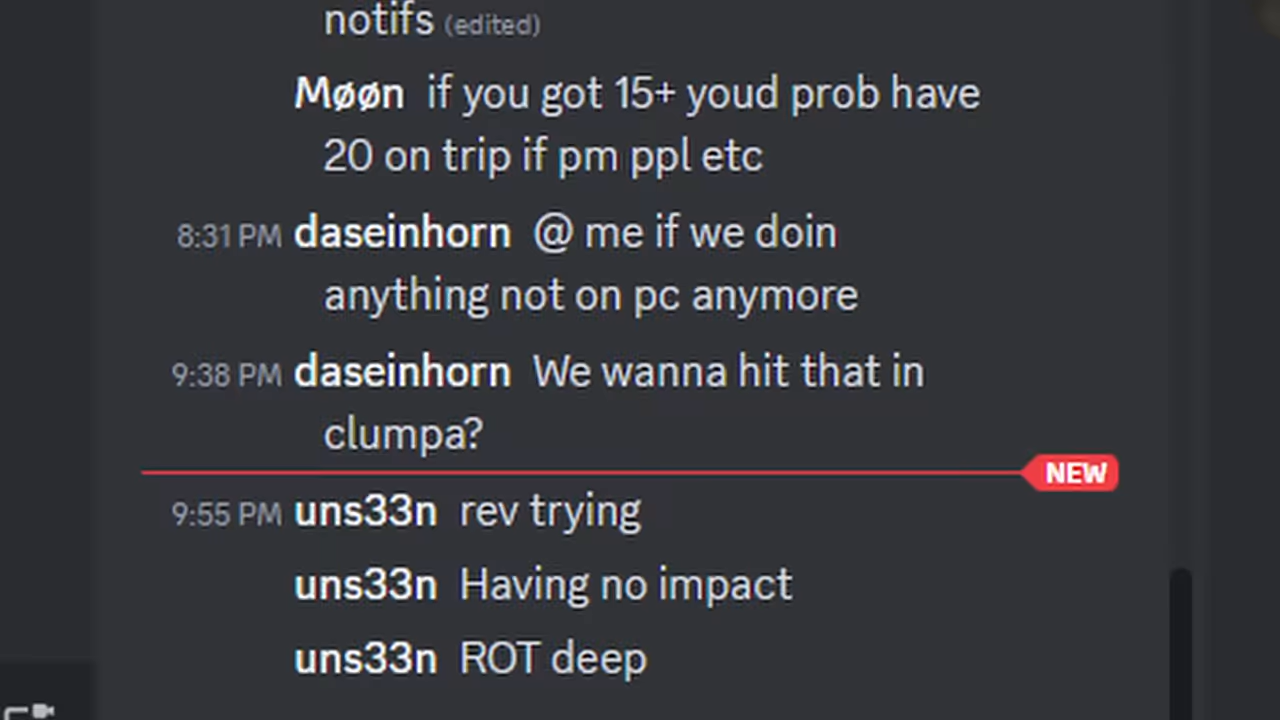 notifs (edited)
Møøn if you got 15+ youd prob have
20 on trip if pm ppl etc
8:31 PM daseinhorn @ me if we doin
anything not on pc anymore
9:38 PM daseinhorn We wanna hit that in
clumpa?
NEW
9:55 PM uns33n rev trying
uns33n Having no impact
uns33n ROT deep